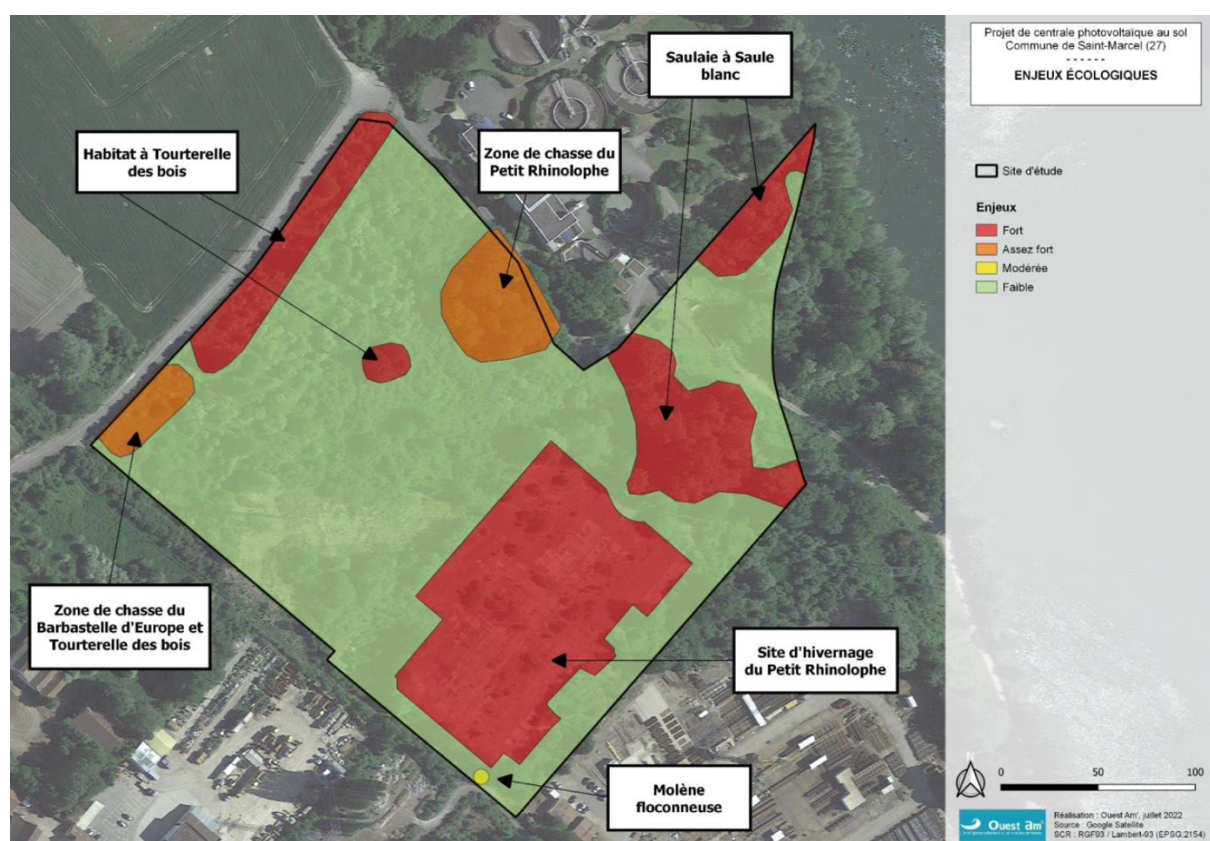 Projet de centrale photovoltaïque au sol
Commune de Saint-Marcel (27)
------
ENJEUX ÉCOLOGIQUES
Saulaie à Saule
blanc
Habitat à Tourterelle
des bois
Zone de chasse du
Petit Rhinolophe
Site d'étude
Enjeux
Fort
Assez fort
Modérée
Faible
Zone de chasse du
Barbastelle d'Europe et
Tourterelle des bois
Site d'hivernage
du Petit Rhinolophe
Molène
floconneuse
0 50 100
Ouest am'
Réalisation : Ouest Am', juillet 2022
Source : Google Satellite
SCR : RGF93 / Lambert-93 (EPSG:2154)